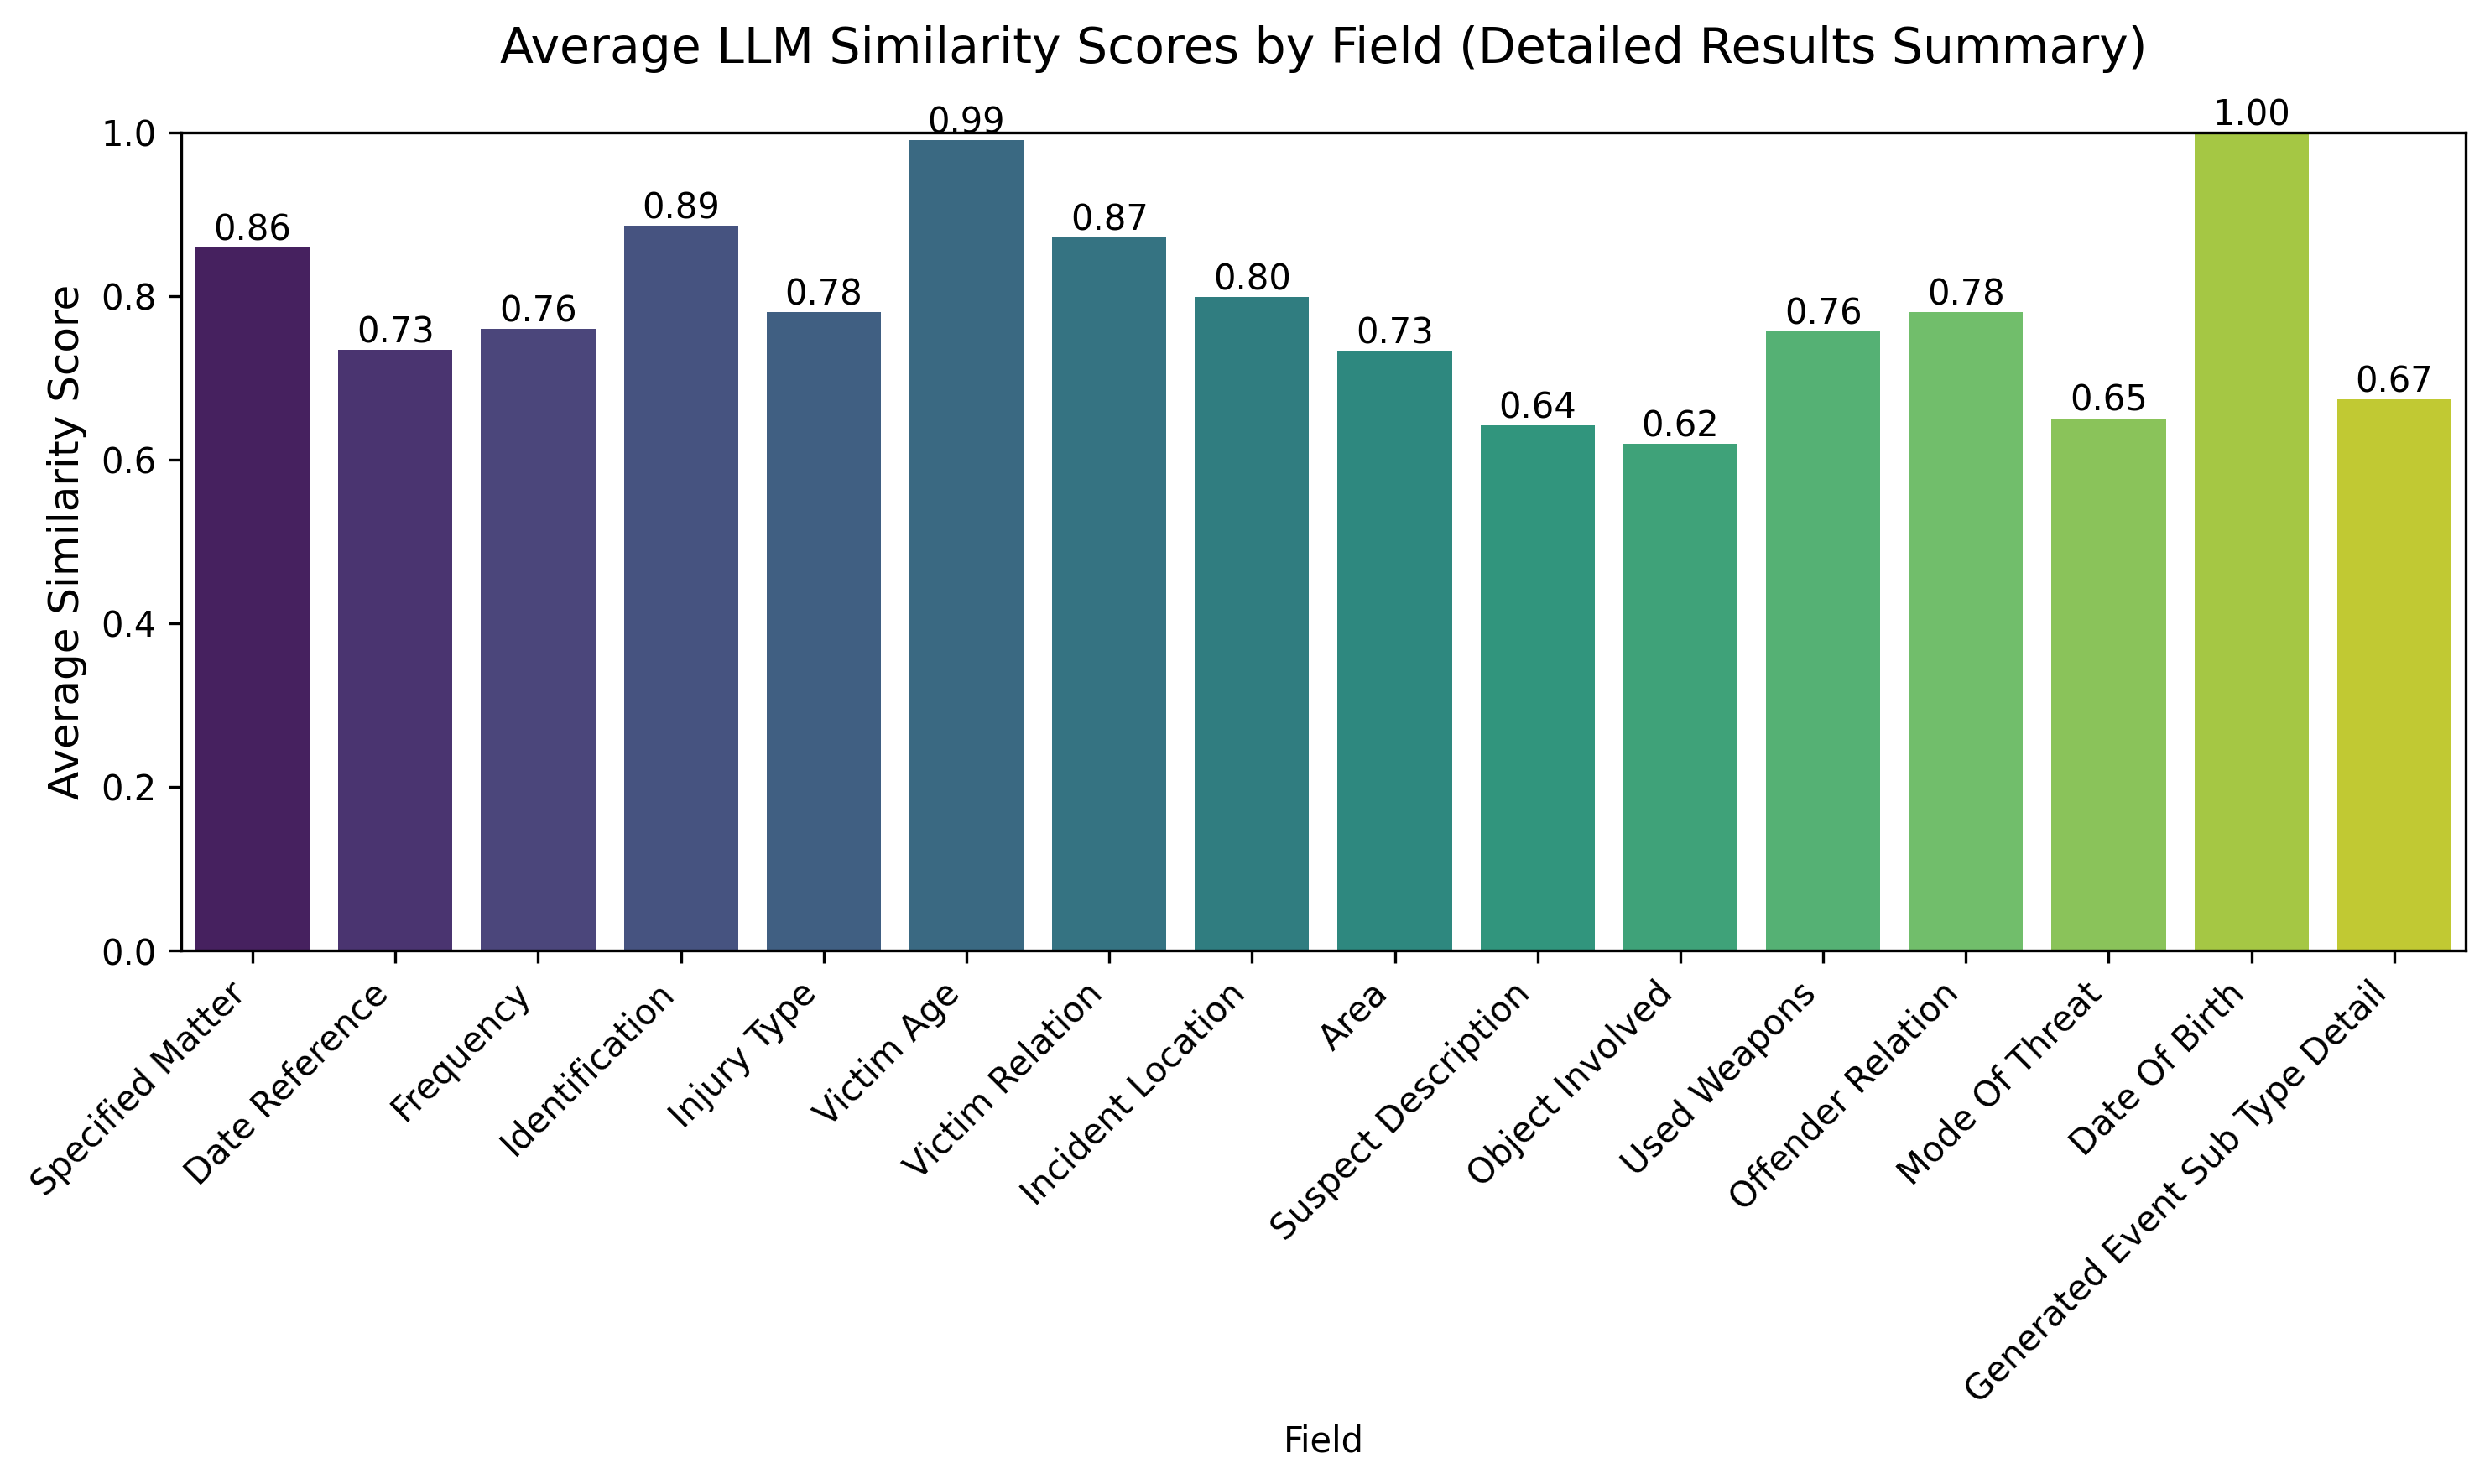 Average LLM Similarity Scores by Field (Detailed Results Summary)
Average Similarity Score
1.0
0.8
0.6
0.4
0.2
0.0
0.86
0.73
0.76
0.89
0.78
0.99
0.87
0.80
0.73
0.64
0.62
0.76
0.78
0.65
1.00
0.67
Specified Matter
Date Reference
Frequency
Identification
Injury Type
Victim Age
Victim Relation
Incident Location
Area
Suspect Description
Object Involved
Used Weapons
Offender Relation
Mode Of Threat
Date Of Birth
Generated Event Sub Type Detail
Field